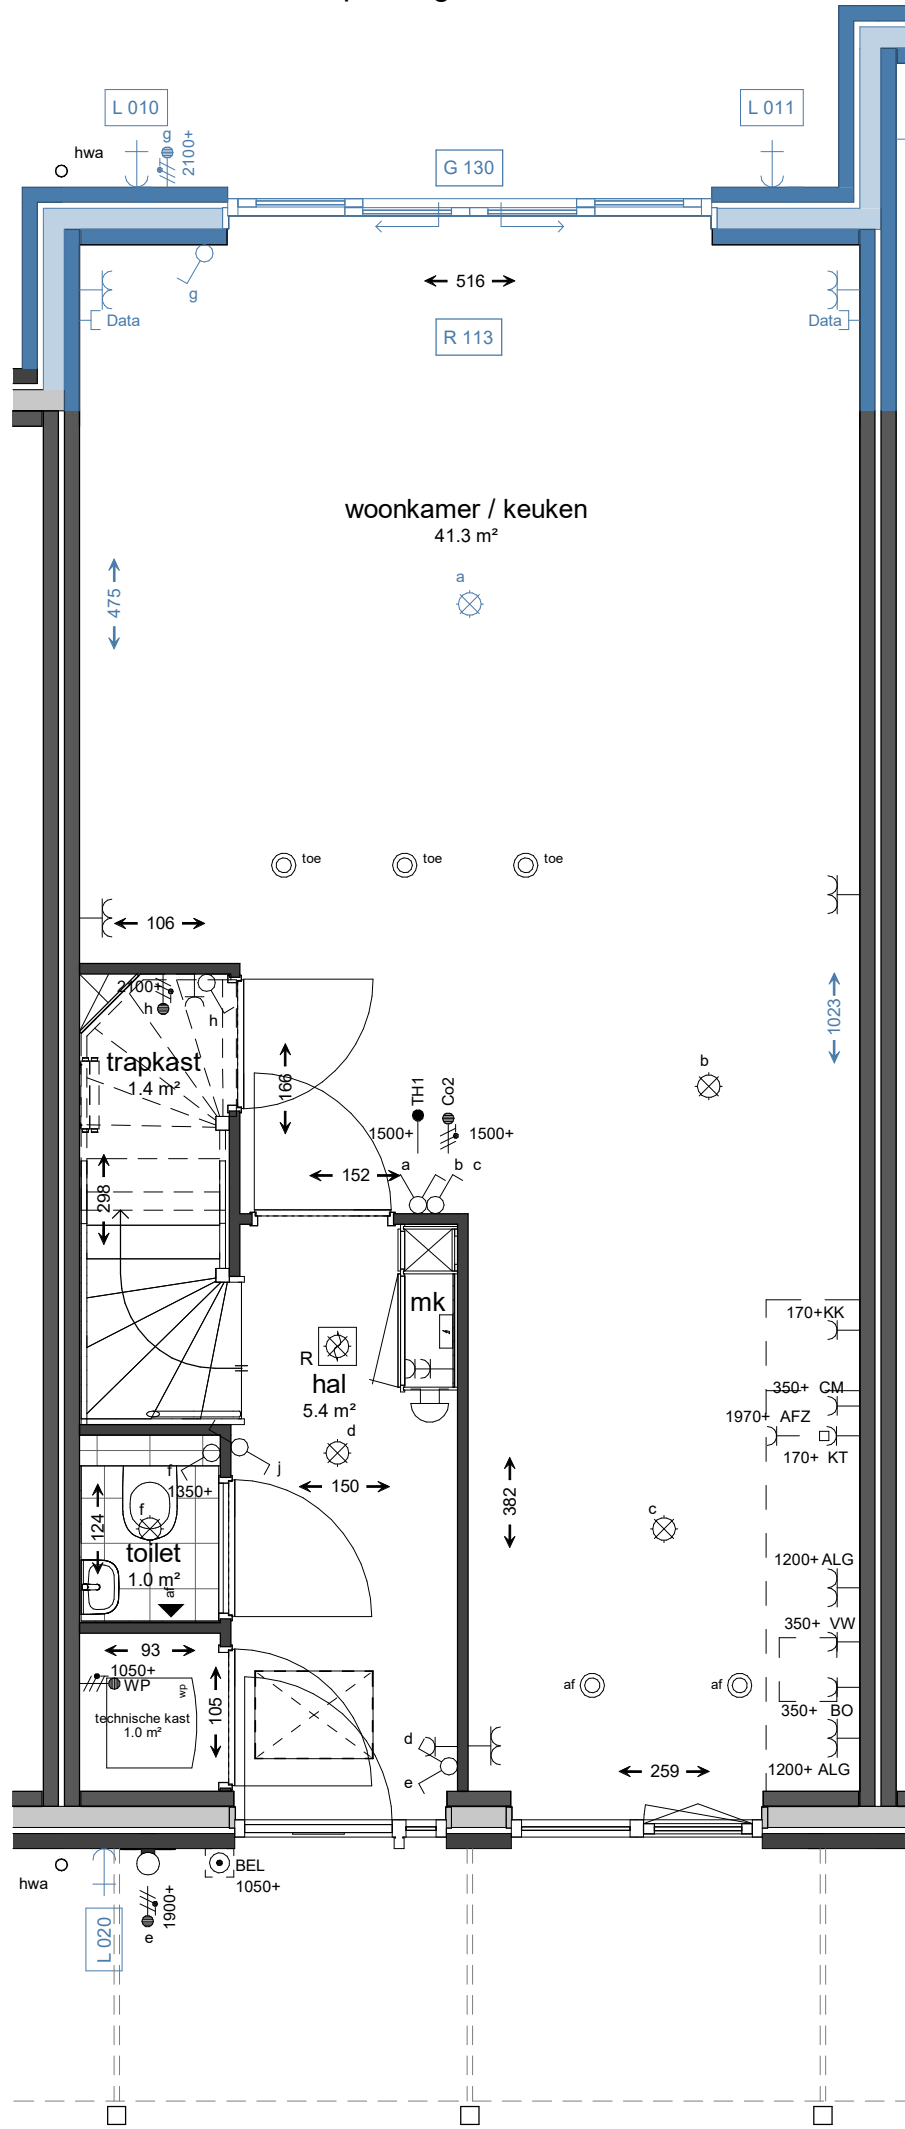 L 010
L 011
hwa
g
2100+
G 130
g
516
Data
Data
R 113
woonkamer / keuken
41.3 m²
a
475
toe
toe
toe
106
2100+
h
h
1023
trapkast
1.4 m²
166
b
TH1
Co2
1500+
1500+
a
b
c
152
298
mk
170+KK
R
hal
5.4 m²
350+ CM
1970+ AFZ
d
170+ KT
j
f
1350+
150
382
124
f
c
toilet
1.0 m²
af
1200+ALG
350+ VW
93
1050+
WP
wp
technische kast
1.0 m²
105
af
af
350+ BO
d
e
259
1200+ ALG
hwa
BEL
1050+
L 020
1900+
e